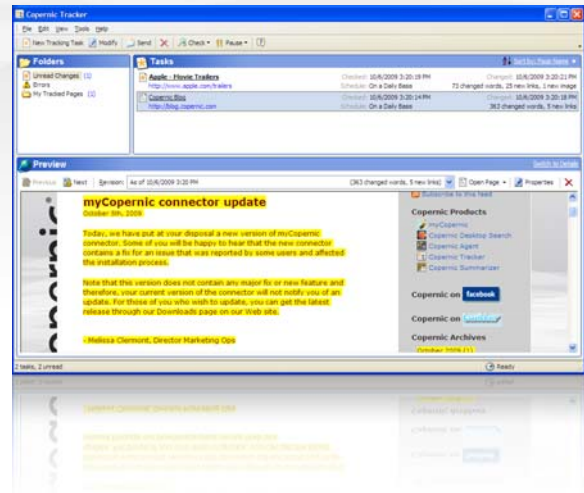 Copernic Tracker
File Edit View Tools Help
New Tracking Task Modify Send Check Pause
Folders
Unread Changes (1)
Errors
My Tracked Pages (1)
Tasks
Sort by: Page Name
Apple - Movie Trailers
http://www.apple.com/trailers
Checked: 10/6/2009 3:20:19 PM
Schedule: On a Daily Base
Changed: 10/6/2009 3:20:21 PM
73 changed words, 25 new links, 1 new image
Copernic Blog
http://blog.copernic.com
Checked: 10/6/2009 3:20:14 PM
Schedule: On a Daily Base
Changed: 10/6/2009 3:20:18 PM
363 changed words, 5 new links
Preview
Switch to Details
Previous Next Revision: As of 10/6/2009 3:20 PM (363 changed words, 5 new links) Open Page Properties
copernic
myCopernic connector update
October 5th, 2009
Today, we have put at your disposal a new version of myCopernic
connector. Some of you will be happy to hear that the new connector
contains a fix for an issue that was reported by some users and affected
the installation process.
Note that this version does not contain any major fix or new feature and
therefore, your current version of the connector will not notify you of an
update. For those of you who wish to update, you can get the latest
release through our Downloads page on our Web site.
- Melissa Clermont, Director Marketing Ops
Subscribe to this feed
Copernic Products
myCopernic
Copernic Desktop Search
Copernic Agent
Copernic Tracker
Copernic Summarizer
Copernic on facebook
Copernic on
Copernic Archives
October 2009 (1)
2 tasks, 2 unread
Ready